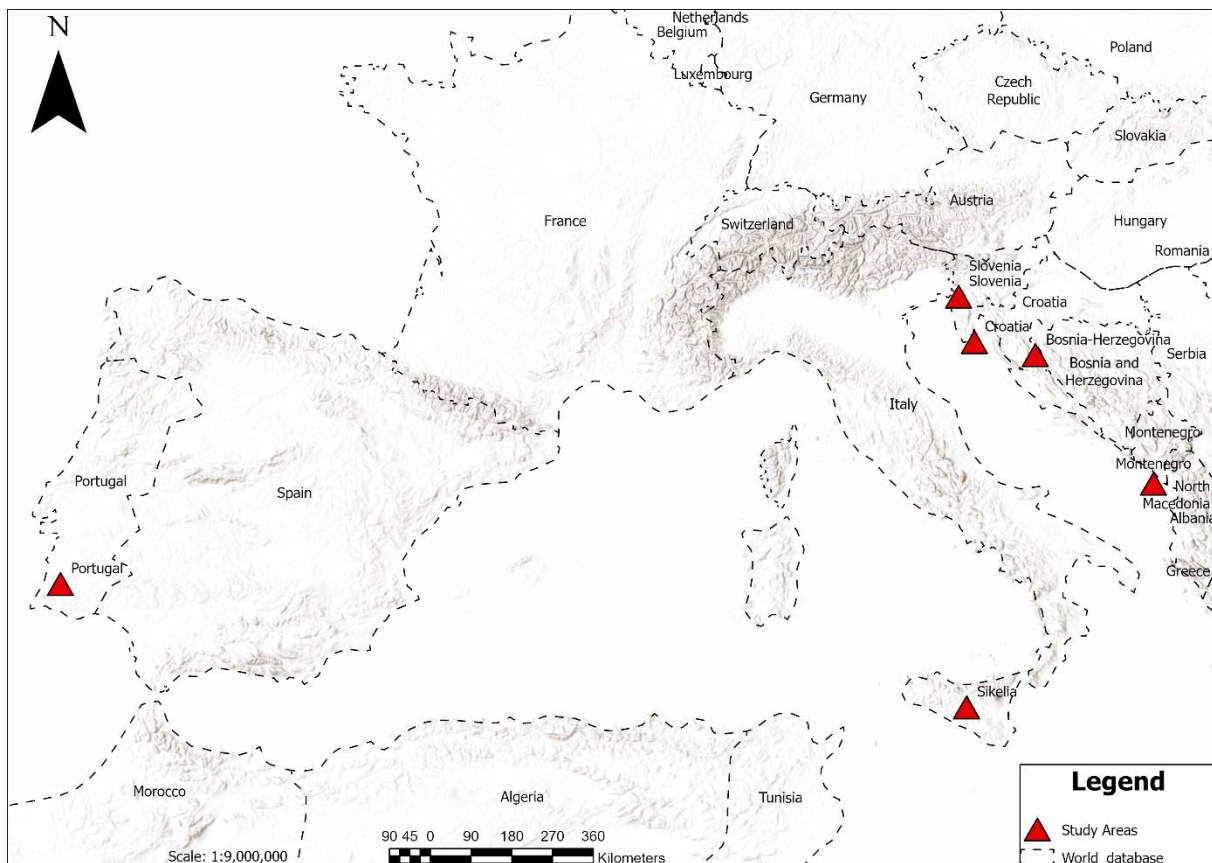 N
Netherlands
Belgium
Luxembourg
Poland
Germany
Czech
Republic
Slovakia
Austria
France
Switzerland
Hungary
Romania
Slovenia
Slovenia
Croatia
Croatia
Bosnia-Herzegovina
Serbia
Bosnia and
Herzegovina
Italy
Montenegro
Montenegro
North
Macedonia
Albania
Portugal
Spain
Portugal
Greece
Sikelia
Morocco
Algeria
Tunisia
Legend
Study Areas
World_database
Scale: 1:9,000,000
90 45 0 90 180 270 360
Kilometers